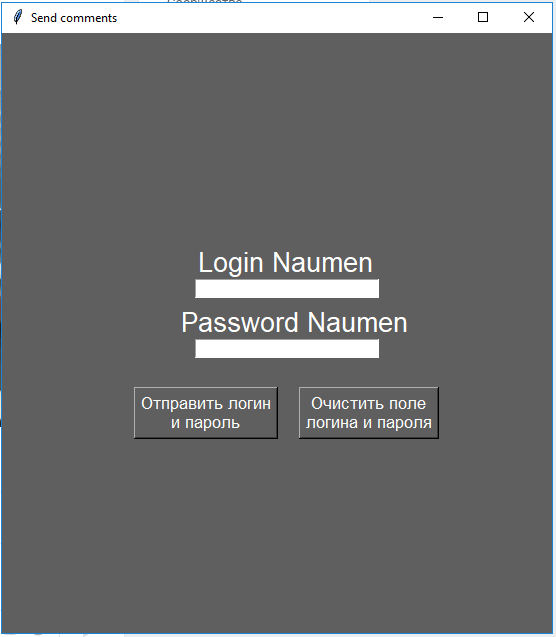 Send comments
Login Naumen
Password Naumen
Отправить логин
и пароль
Очистить поле
логина и пароля